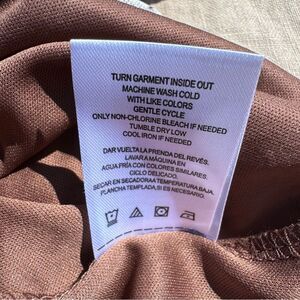 TURN GARMENT INSIDE OUT
MACHINE WASH COLD
WITH LIKE COLORS
GENTLE CYCLE
ONLY NON-CHLORINE BLEACH IF NEEDED
TUMBLE DRY LOW
COOL IRON IF NEEDED
DAR VUELTA LA PRENDA DEL REVÉS.
LAVAR A MÁQUINA EN
AGUA FRÍA CON COLORES SIMILARES.
CICLO DELICADO.
SECAR EN SECADORA A TEMPERATURA BAJA.
PLANCHA TEMPLADA, SI ES NECESARIO.